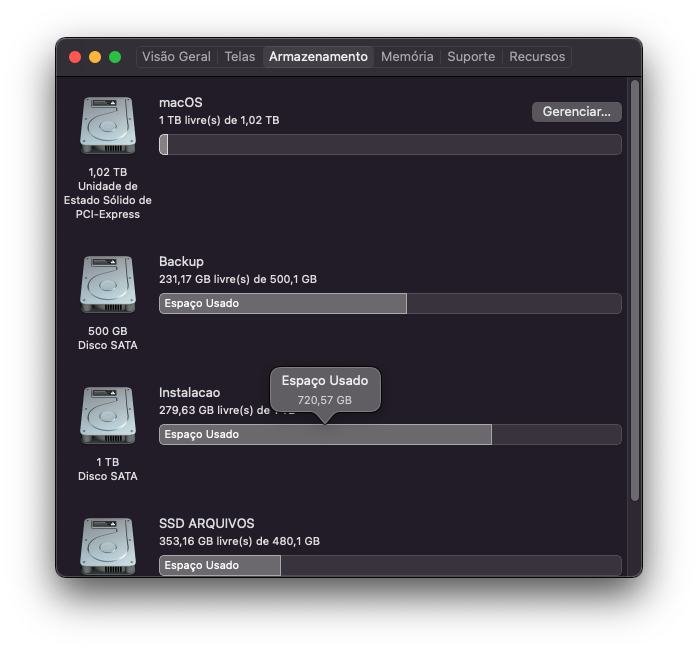 Visão Geral Telas Armazenamento Memória Suporte Recursos
macOS
1 TB livre(s) de 1,02 TB
Gerenciar...
1,02 TB
Unidade de
Estado Sólido de
PCI-Express
Backup
231,17 GB livre(s) de 500,1 GB
Espaço Usado
500 GB
Disco SATA
Espaço Usado
720,57 GB
Instalacao
279,63 GB livre(s) de
Espaço Usado
1 TB
Disco SATA
SSD ARQUIVOS
353,16 GB livre(s) de 480,1 GB
Espaço Usado